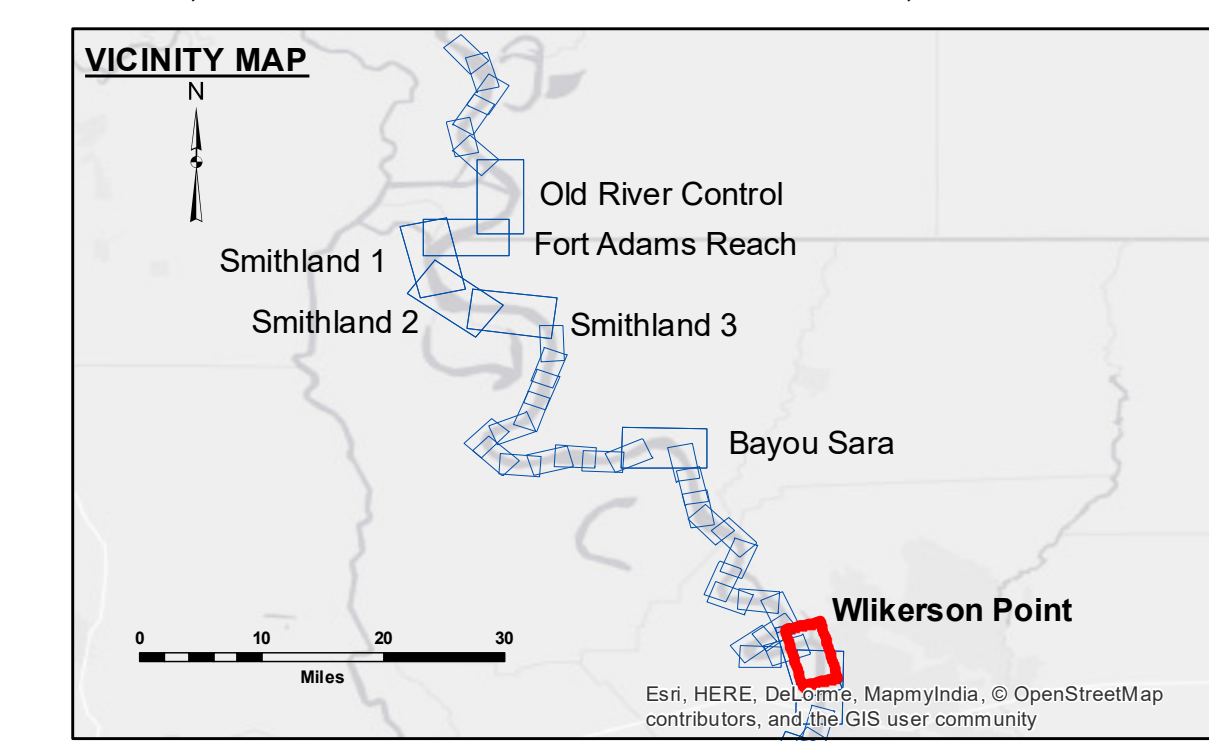 VICINITY MAP
N
Old River Control
Fort Adams Reach
Smithland 1
Smithland 2
Smithland 3
Bayou Sara
Wlikerson Point
0 10 20 30
Miles
Esri, HERE, DeLorme, MapmyIndia, © OpenStreetMap
contributors, and the GIS user community